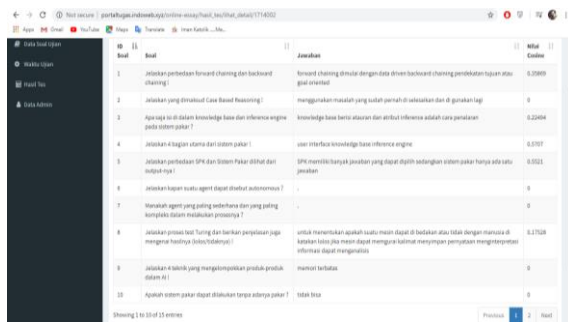 Not secure | portaltugas.indoweb.xyz/online-essay/hasil_tes/lihat_detail/1714002
Apps Gmail YouTube Maps Translate
Data Soal Ujian
Waktu Ujian
Hasil Tes
Data Admin
ID Soal Soal Jawaban Nilai Cosine
1 Jelaskan perbedaan forward chaining dan backward chaining ! forward chaining dimulai dengan data driven backward chaining pendekatan tujuan atau goal oriented
2 Jelaskan yang dimaksud Case Based Reasoning ! menggunakan masalah yang sudah pernah di selesaikan dan di gunakan lagi 0
3 Apa saja isi di dalam knowledge base dan inference engine pada sistem pakar ? knowledge base berisi atauran dan atribut inference adalah cara penalaran 0.22494
4 Jelaskan 4 bagian utama dari sistem pakar ! user interface knowledge base inference engine 0.5757
5 Jelaskan perbedaan SPK dan Sistem Pakar dilihat dari output-nya ! SPK memiliki banyak jawaban yang dapat dipilih sedangkan sistem pakar hanya ada satu jawaban 0.5521
6 Jelaskan kapan suatu agent dapat disebut autonomous ? . 0
7 Manakah agent yang paling sederhana dan yang paling kompleks dalam melakukan prosesnya ? . 0
8 Jelaskan proses test Turing dan berikan penjelasan juga mengenai hasilnya (lolos/tidaknya) ! untuk menentukan apakah suatu mesin dapat di bedakan atau tidak dengan manusia di katakan lolos jika mesin dapat mengurai kalimat menyimpan pernyataan menginterpretasi informasi dapat menganalisis 0.17528
9 Jelaskan 4 teknik yang mengelompokkan produk-produk dalam AI ! memori terbatas 0
10 Apakah sistem pakar dapat dilakukan tanpa adanya pakar ? tidak bisa 0
Showing 1 to 10 of 15 entries Previous 1 2 Next